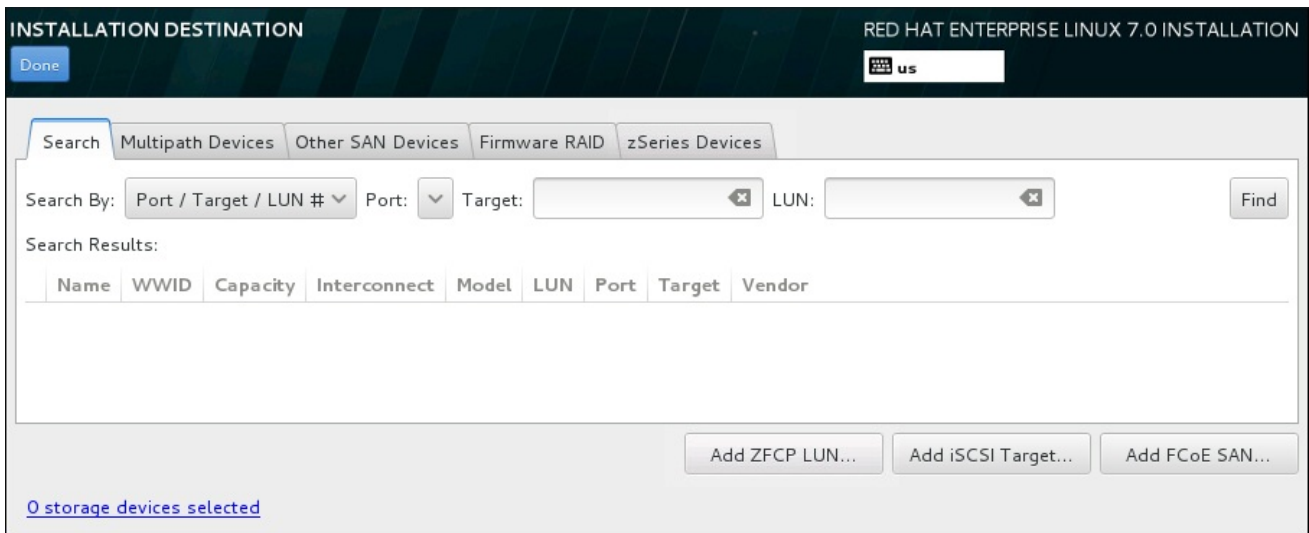 INSTALLATION DESTINATION
RED HAT ENTERPRISE LINUX 7.0 INSTALLATION
Done
us
Search Multipath Devices Other SAN Devices Firmware RAID zSeries Devices
Search By: Port / Target / LUN # Port: Target: LUN: Find
Search Results:
Name WWID Capacity Interconnect Model LUN Port Target Vendor
Add ZFCP LUN... Add iSCSI Target... Add FCoE SAN...
0 storage devices selected